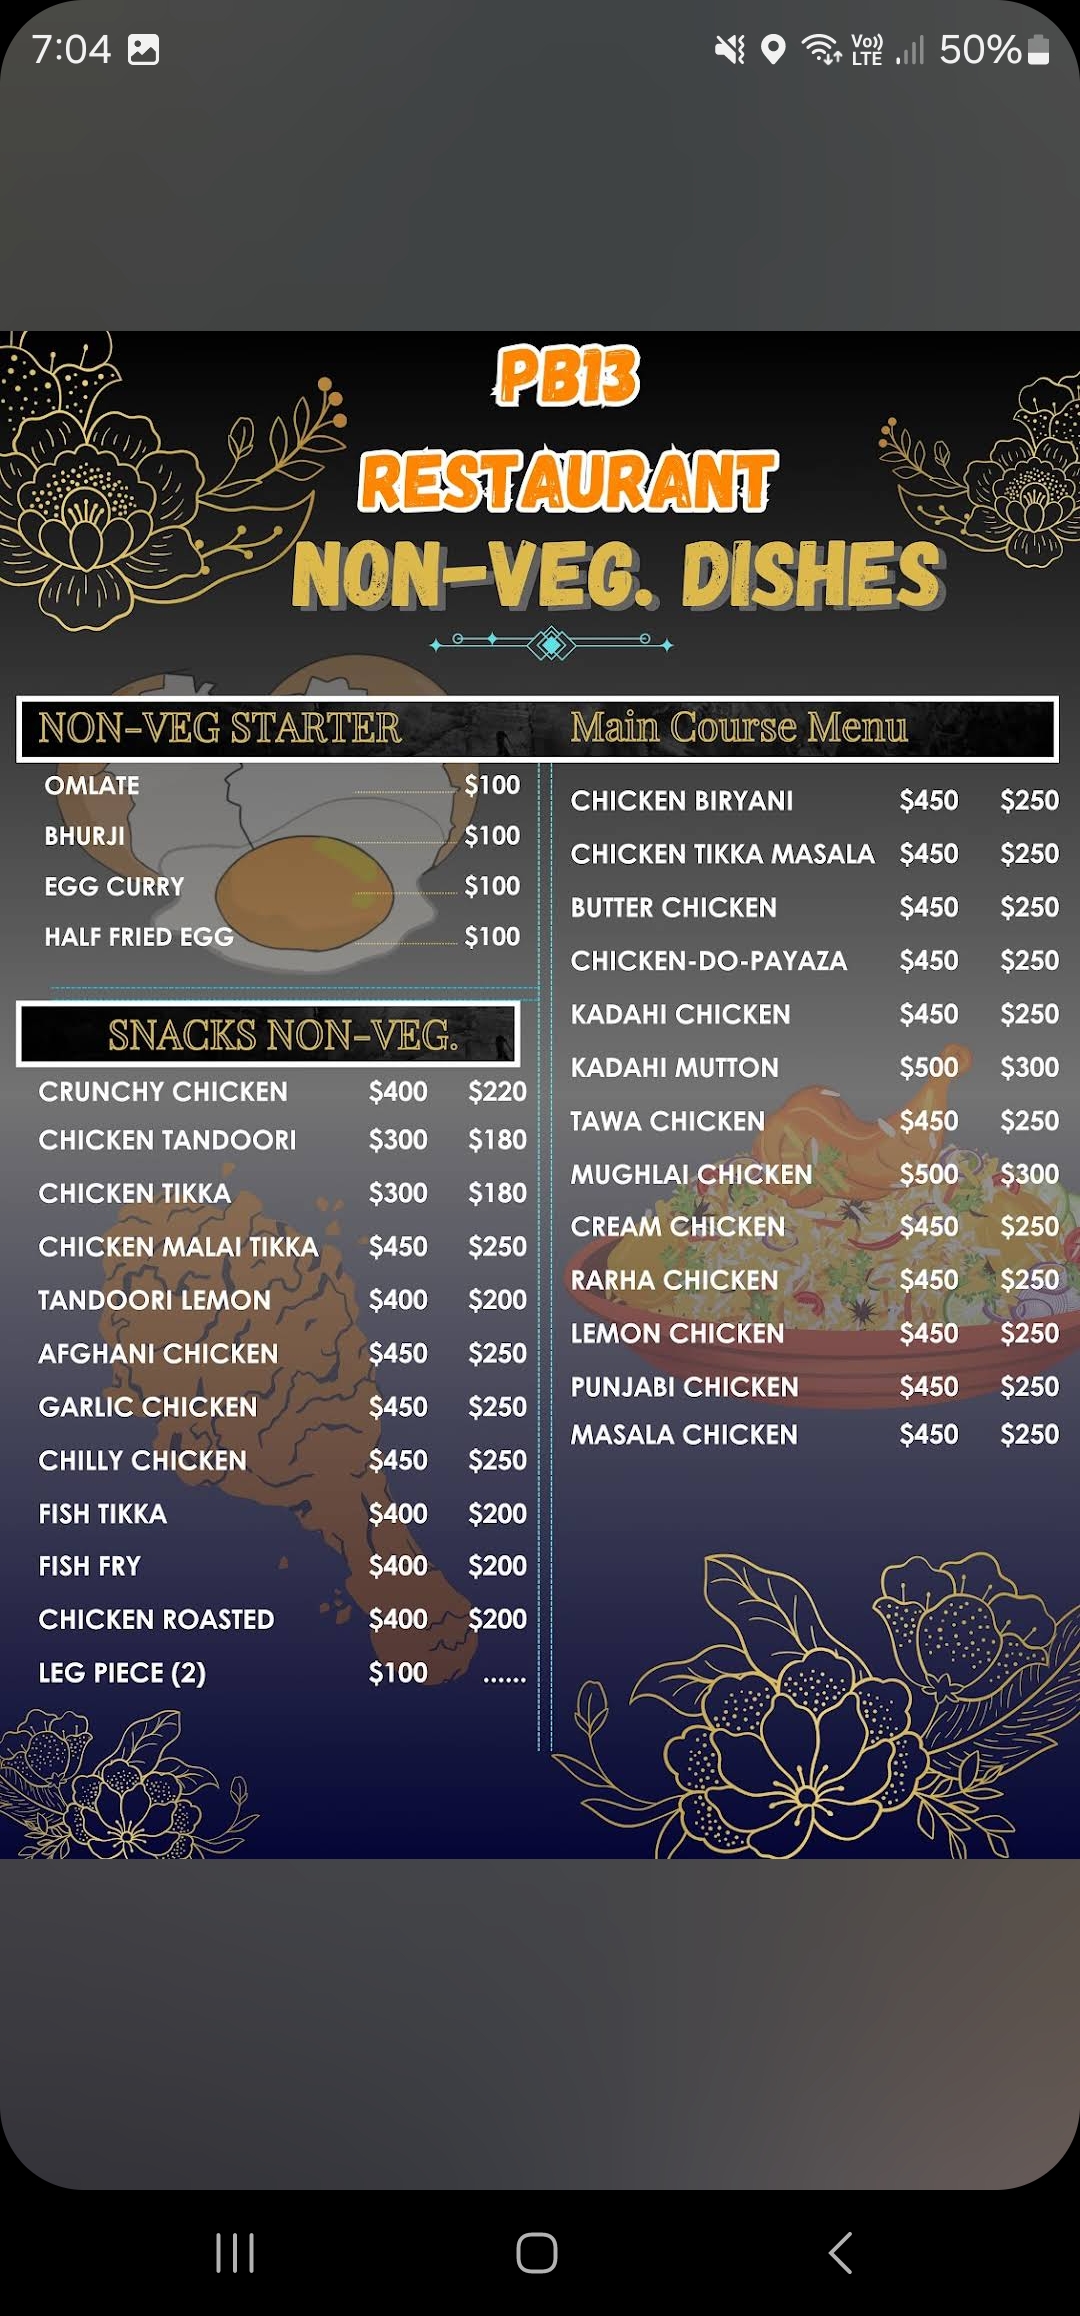 7:04
Vo)) LTE
50%
PB13
RESTAURANT
NON-VEG. DISHES
NON-VEG STARTER
OMLATE $100
BHURJI $100
EGG CURRY $100
HALF FRIED EGG $100
SNACKS NON-VEG.
CRUNCHY CHICKEN $400 $220
CHICKEN TANDOORI $300 $180
CHICKEN TIKKA $300 $180
CHICKEN MALAI TIKKA $450 $250
TANDOORI LEMON $400 $200
AFGHANI CHICKEN $450 $250
GARLIC CHICKEN $450 $250
CHILLY CHICKEN $450 $250
FISH TIKKA $400 $200
FISH FRY $400 $200
CHICKEN ROASTED $400 $200
LEG PIECE (2) $100 ......
Main Course Menu
CHICKEN BIRYANI $450 $250
CHICKEN TIKKA MASALA $450 $250
BUTTER CHICKEN $450 $250
CHICKEN-DO-PAYAZA $450 $250
KADAHI CHICKEN $450 $250
KADAHI MUTTON $500 $300
TAWA CHICKEN $450 $250
MUGHLAI CHICKEN $500 $300
CREAM CHICKEN $450 $250
RARHA CHICKEN $450 $250
LEMON CHICKEN $450 $250
PUNJABI CHICKEN $450 $250
MASALA CHICKEN $450 $250